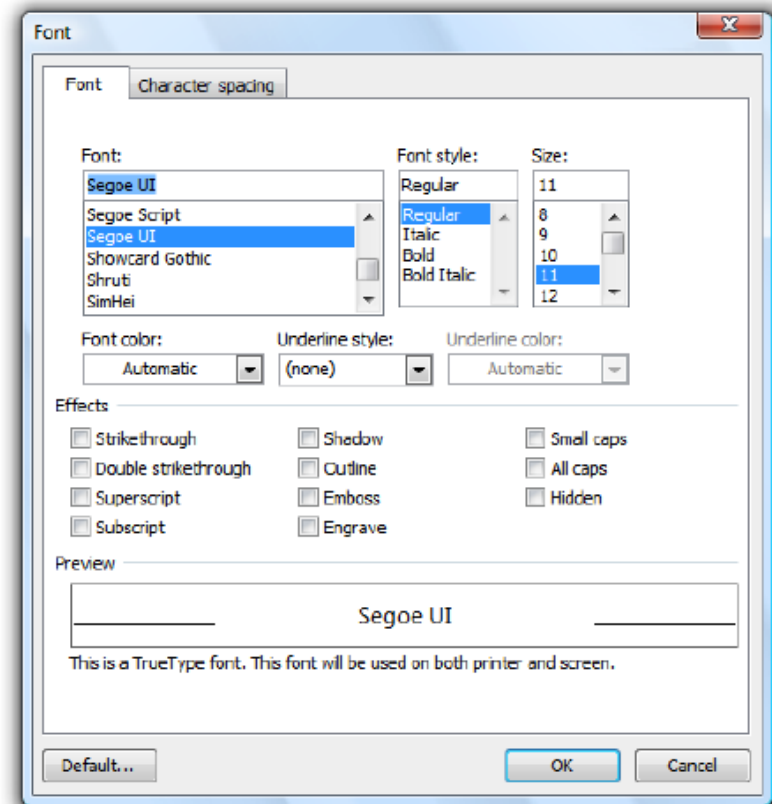 Font
Font Character spacing
Font: Font style: Size:
Segoe UI Regular 11
Segoe Script Regular 8
Segoe UI Italic 9
Showcard Gothic Bold 10
Shruti Bold Italic 11
SimHei 12
Font color: Underline style: Underline color:
Automatic (none) Automatic
Effects
Strikethrough Shadow Small caps
Double strikethrough Outline All caps
Superscript Emboss Hidden
Subscript Engrave
Preview
Segoe UI
This is a TrueType font. This font will be used on both printer and screen.
Default... OK Cancel